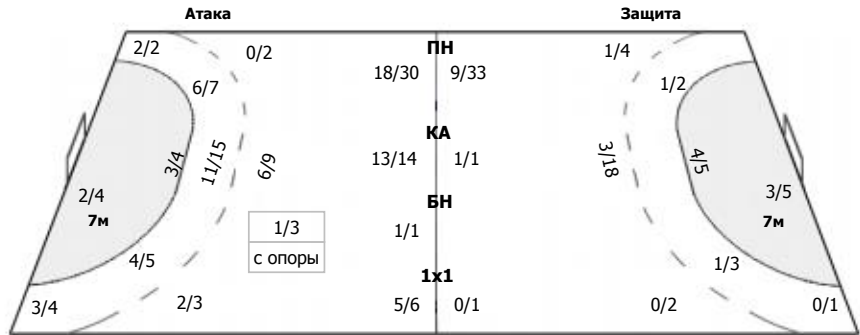 Атака Защита
2/2 0/2 ПН 1/4
18/30 9/33
6/7 1/2
КА
3/4 11/15 6/9 13/14 1/1 3/18 4/5
2/4 БН 3/5
7м 1/1 7м
1/3
с опоры
4/5 1/3
1х1
3/4 2/3 5/6 0/1 0/2 0/1